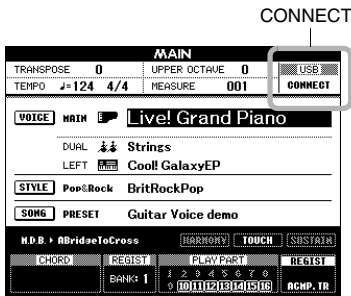 CONNECT
MAIN
TRANSPOSE 0 UPPER OCTAVE 0 USB
TEMPO ♩=124 4/4 MEASURE 001 CONNECT
VOICE MAIN Live! Grand Piano
DUAL Strings
LEFT Cool! GalaxyEP
STYLE Pop&Rock BritRockPop
SONG PRESET Guitar Voice demo
M.D.B. ▸ ABridgeToCross HARMONY TOUCH SUSTAIN
CHORD REGIST PLAY PART REGIST
BANK: 1 1 2 3 4 5 6 7 8
9 10 11 12 13 14 15 16 ACMP. TR